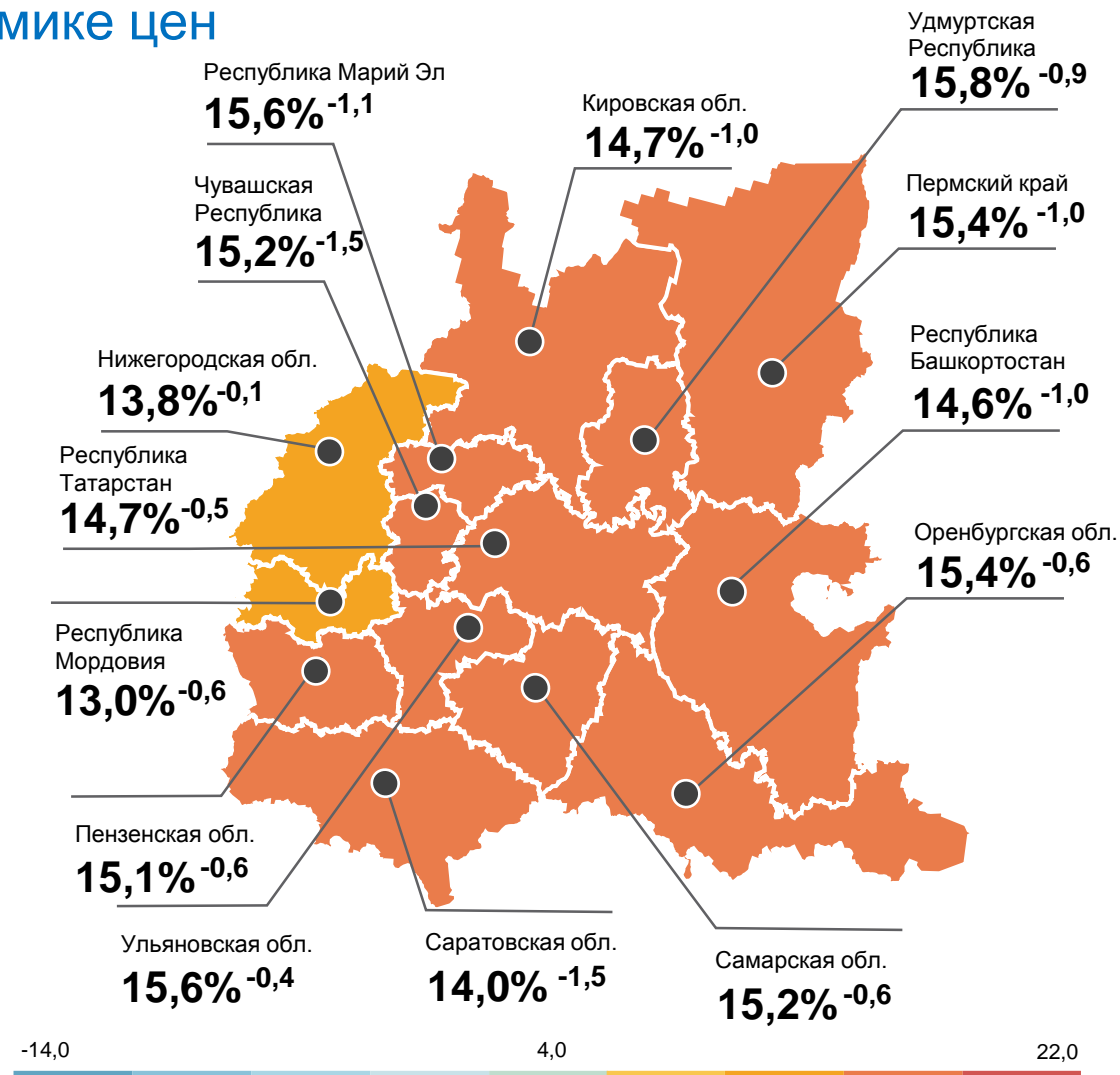 мике цен
Удмуртская
Республика
15,8% -0,9
Республика Марий Эл
15,6% -1,1
Кировская обл.
14,7% -1,0
Чувашская
Республика
15,2% -1,5
Пермский край
15,4% -1,0
Нижегородская обл.
13,8% -0,1
Республика
Башкортостан
14,6% -1,0
Республика
Татарстан
14,7% -0,5
Оренбургская обл.
15,4% -0,6
Республика
Мордовия
13,0% -0,6
Пензенская обл.
15,1% -0,6
Ульяновская обл.
15,6% -0,4
Саратовская обл.
14,0% -1,5
Самарская обл.
15,2% -0,6
-14,0 4,0 22,0